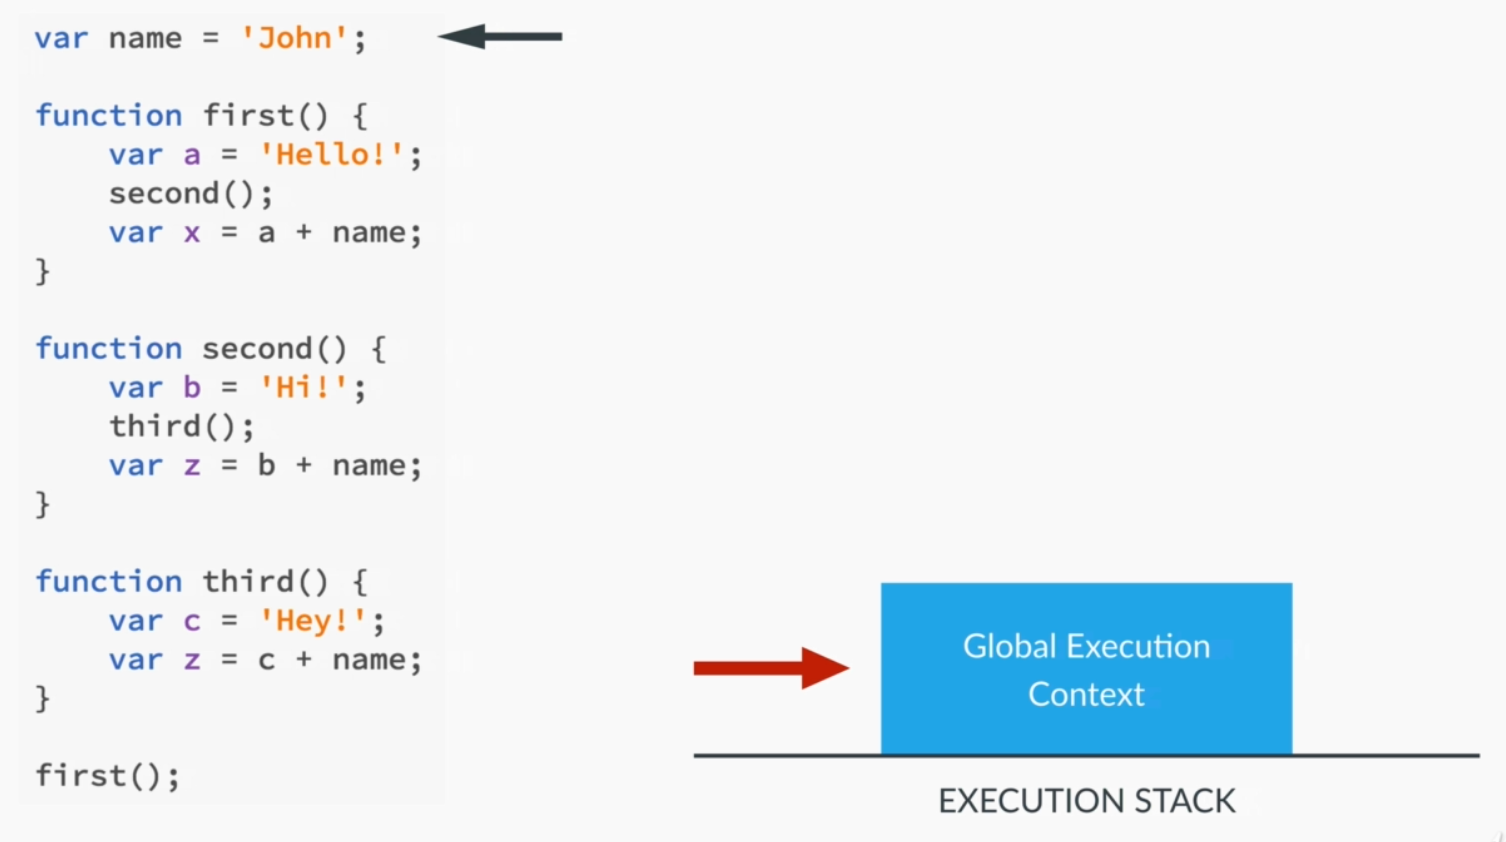 var name = 'John';
function first() {
    var a = 'Hello!';
    second();
    var x = a + name;
}
function second() {
    var b = 'Hi!';
    third();
    var z = b + name;
}
function third() {
    var c = 'Hey!';
    var z = c + name;
}
first();
Global Execution
Context
EXECUTION STACK